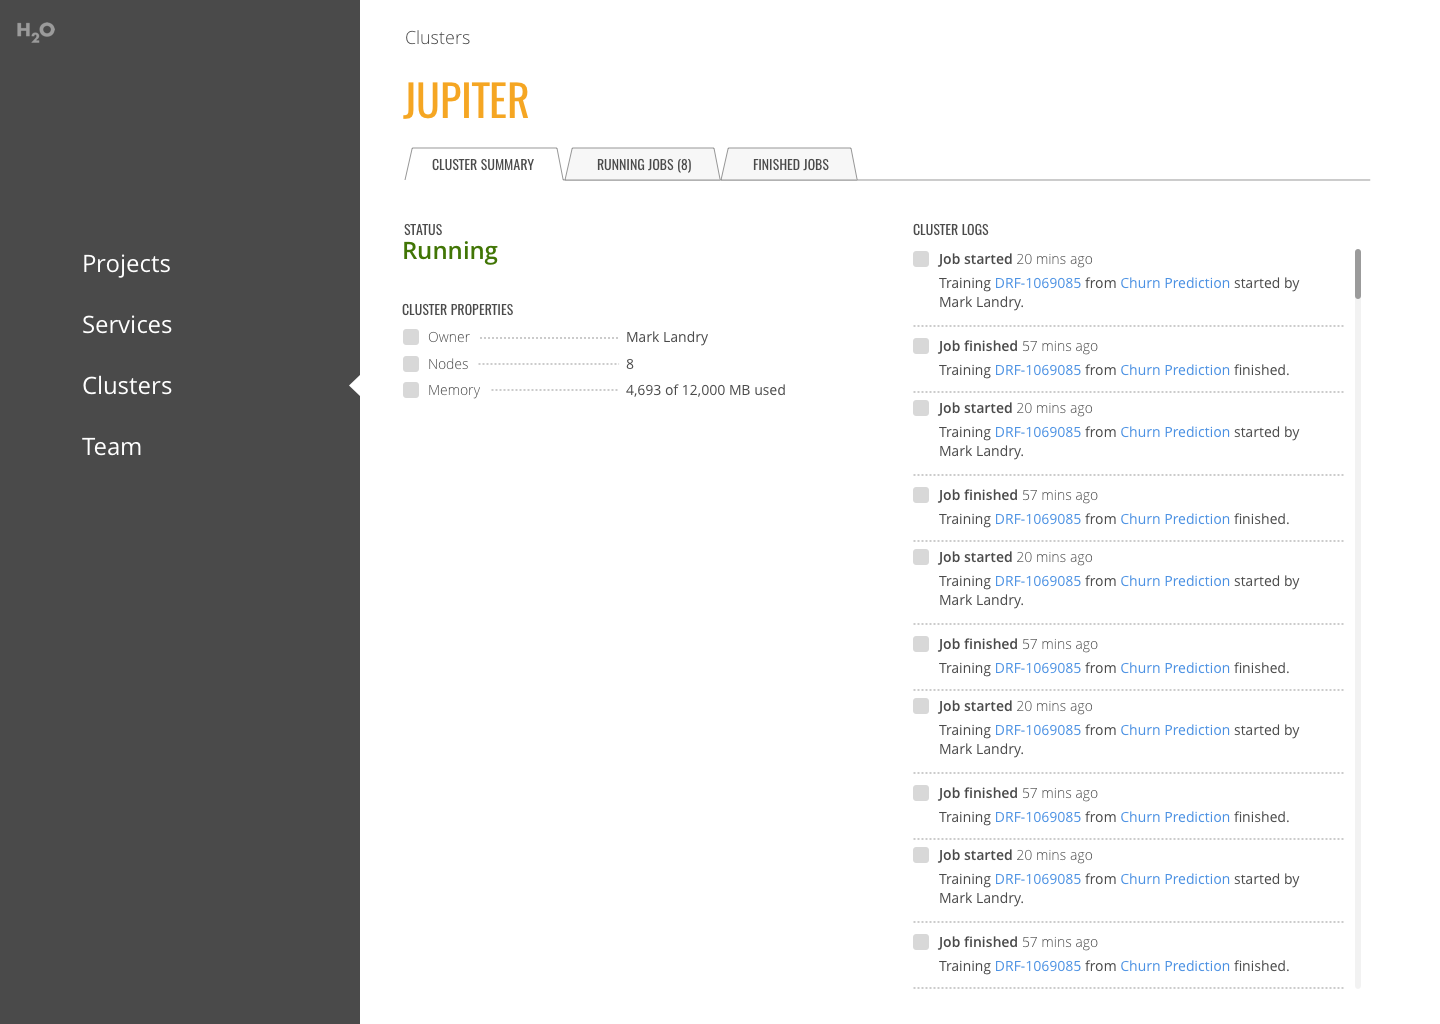 H2O
Projects
Services
Clusters
Team
Clusters
JUPITER
CLUSTER SUMMARY
RUNNING JOBS (8)
FINISHED JOBS
STATUS
Running
CLUSTER PROPERTIES
Owner Mark Landry
Nodes 8
Memory 4,693 of 12,000 MB used
CLUSTER LOGS
Job started 20 mins ago
Training DRF-1069085 from Churn Prediction started by
Mark Landry.
Job finished 57 mins ago
Training DRF-1069085 from Churn Prediction finished.
Job started 20 mins ago
Training DRF-1069085 from Churn Prediction started by
Mark Landry.
Job finished 57 mins ago
Training DRF-1069085 from Churn Prediction finished.
Job started 20 mins ago
Training DRF-1069085 from Churn Prediction started by
Mark Landry.
Job finished 57 mins ago
Training DRF-1069085 from Churn Prediction finished.
Job started 20 mins ago
Training DRF-1069085 from Churn Prediction started by
Mark Landry.
Job finished 57 mins ago
Training DRF-1069085 from Churn Prediction finished.
Job started 20 mins ago
Training DRF-1069085 from Churn Prediction started by
Mark Landry.
Job finished 57 mins ago
Training DRF-1069085 from Churn Prediction finished.